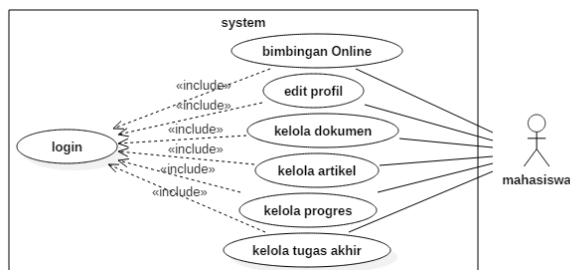 system
bimbingan Online
«include»
edit profil
«include»
kelola dokumen
«include»
login
«include»
kelola artikel
«include»
mahasiswa
kelola progres
«include»
kelola tugas akhir